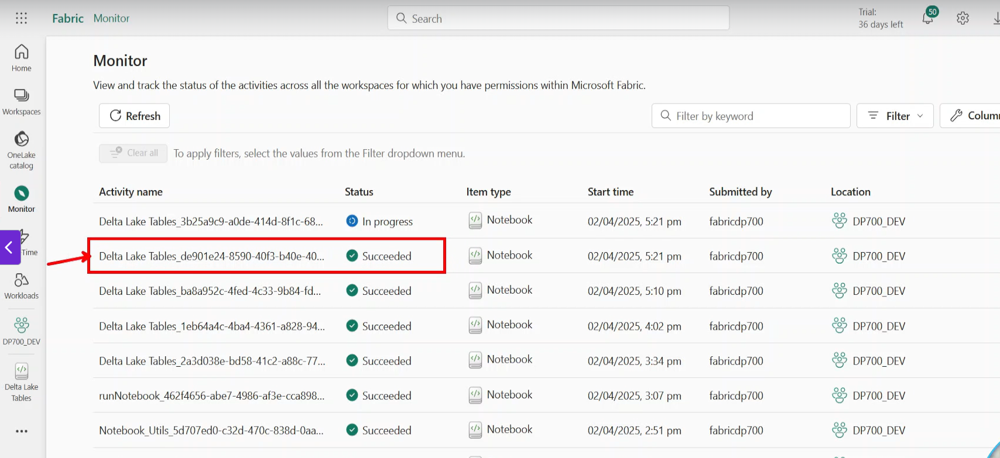 Fabric Monitor
Search
Trial:
36 days left
50
Home
Workspaces
OneLake
catalog
Monitor
Time
Workloads
DP700_DEV
Delta Lake
Tables
Monitor
View and track the status of the activities across all the workspaces for which you have permissions within Microsoft Fabric.
Refresh
Filter by keyword
Filter
Colum
Clear all
To apply filters, select the values from the Filter dropdown menu.
Activity name Status Item type Start time Submitted by Location
Delta Lake Tables_3b25a9c9-a0de-414d-8f1c-68... In progress Notebook 02/04/2025, 5:21 pm fabricdp700 DP700_DEV
Delta Lake Tables_de901e24-8590-40f3-b40e-40... Succeeded Notebook 02/04/2025, 5:21 pm fabricdp700 DP700_DEV
Delta Lake Tables_ba8a952c-4fed-4c33-9b84-fd... Succeeded Notebook 02/04/2025, 5:10 pm fabricdp700 DP700_DEV
Delta Lake Tables_1eb64a4c-4ba4-4361-a828-94... Succeeded Notebook 02/04/2025, 4:02 pm fabricdp700 DP700_DEV
Delta Lake Tables_2a3d038e-bd58-41c2-a88c-77... Succeeded Notebook 02/04/2025, 3:34 pm fabricdp700 DP700_DEV
runNotebook_462f4656-abe7-4986-af3e-cca898... Succeeded Notebook 02/04/2025, 3:07 pm fabricdp700 DP700_DEV
Notebook_Utils_5d707ed0-c32d-470c-838d-0aa... Succeeded Notebook 02/04/2025, 2:51 pm fabricdp700 DP700_DEV